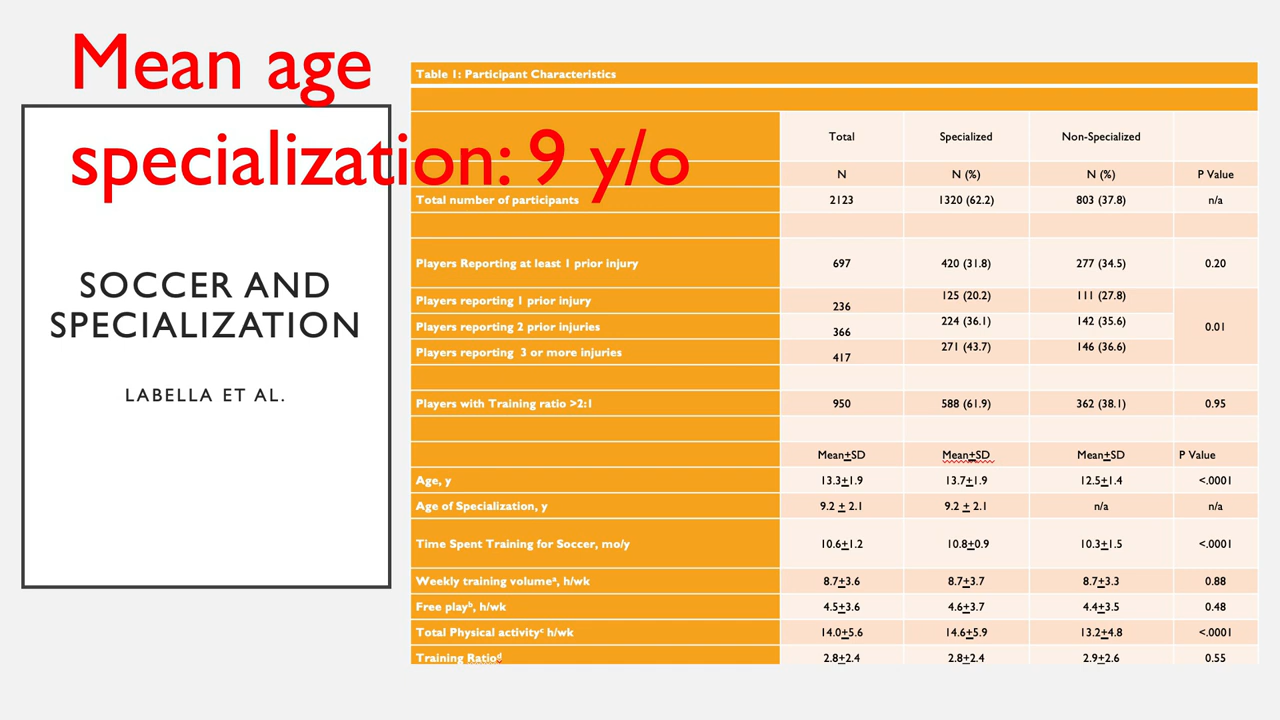 Mean age
specialization: 9 y/o
SOCCER AND
SPECIALIZATION
LABELLA ET AL.
Table 1: Participant Characteristics
Total Specialized Non-Specialized
N N (%) N (%) P Value
Total number of participants 2123 1320 (62.2) 803 (37.8) n/a
Players Reporting at least 1 prior injury 697 420 (31.8) 277 (34.5) 0.20
Players reporting 1 prior injury 236 125 (20.2) 111 (27.8)
Players reporting 2 prior injuries 366 224 (36.1) 142 (35.6) 0.01
Players reporting 3 or more injuries 417 271 (43.7) 146 (36.6)
Players with Training ratio >2:1 950 588 (61.9) 362 (38.1) 0.95
Mean±SD Mean±SD Mean±SD P Value
Age, y 13.3±1.9 13.7±1.9 12.5±1.4 <.0001
Age of Specialization, y 9.2 ± 2.1 9.2 ± 2.1 n/a n/a
Time Spent Training for Soccer, mo/y 10.6±1.2 10.8±0.9 10.3±1.5 <.0001
Weekly training volumeᵃ, h/wk 8.7±3.6 8.7±3.7 8.7±3.3 0.88
Free playᵇ, h/wk 4.5±3.6 4.6±3.7 4.4±3.5 0.48
Total Physical activityᶜ h/wk 14.0±5.6 14.6±5.9 13.2±4.8 <.0001
Training Ratioᵈ 2.8±2.4 2.8±2.4 2.9±2.6 0.55